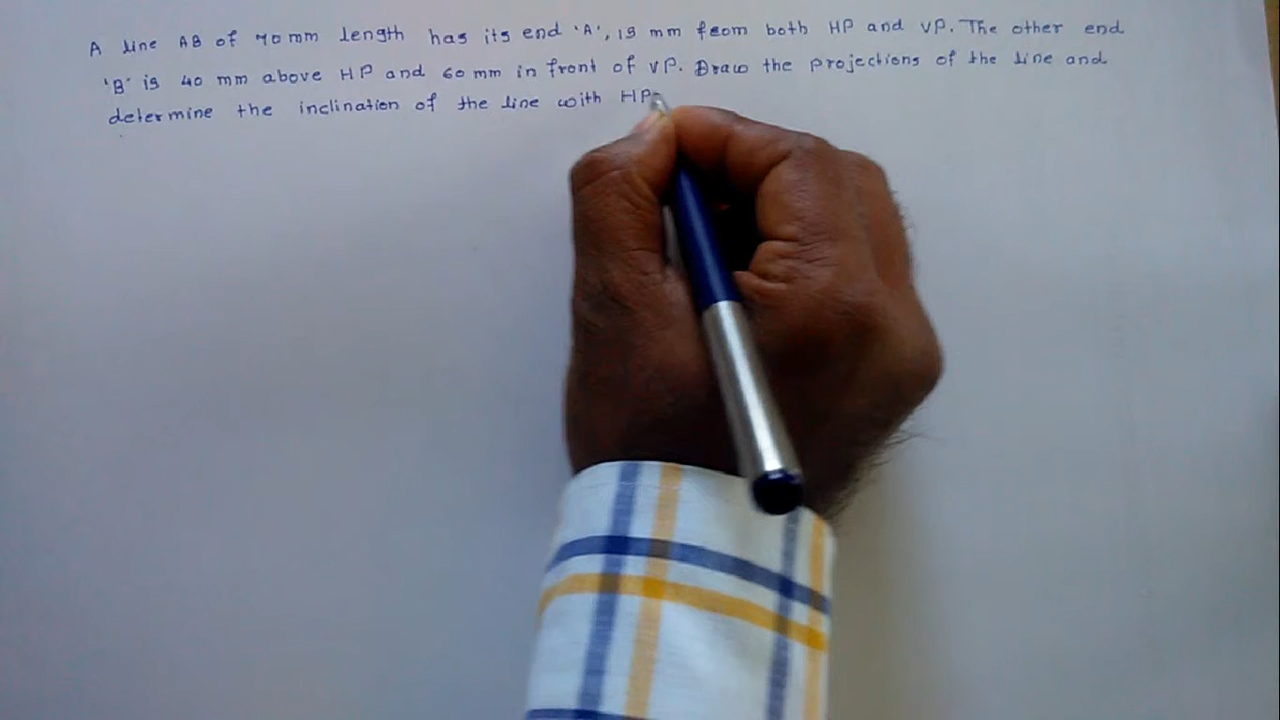 A line AB of 70mm length has its end 'A', 15 mm from both HP and VP. The other end
'B' is 40 mm above HP and 60 mm in front of VP. Draw the projections of the line and
determine the inclination of the line with HP